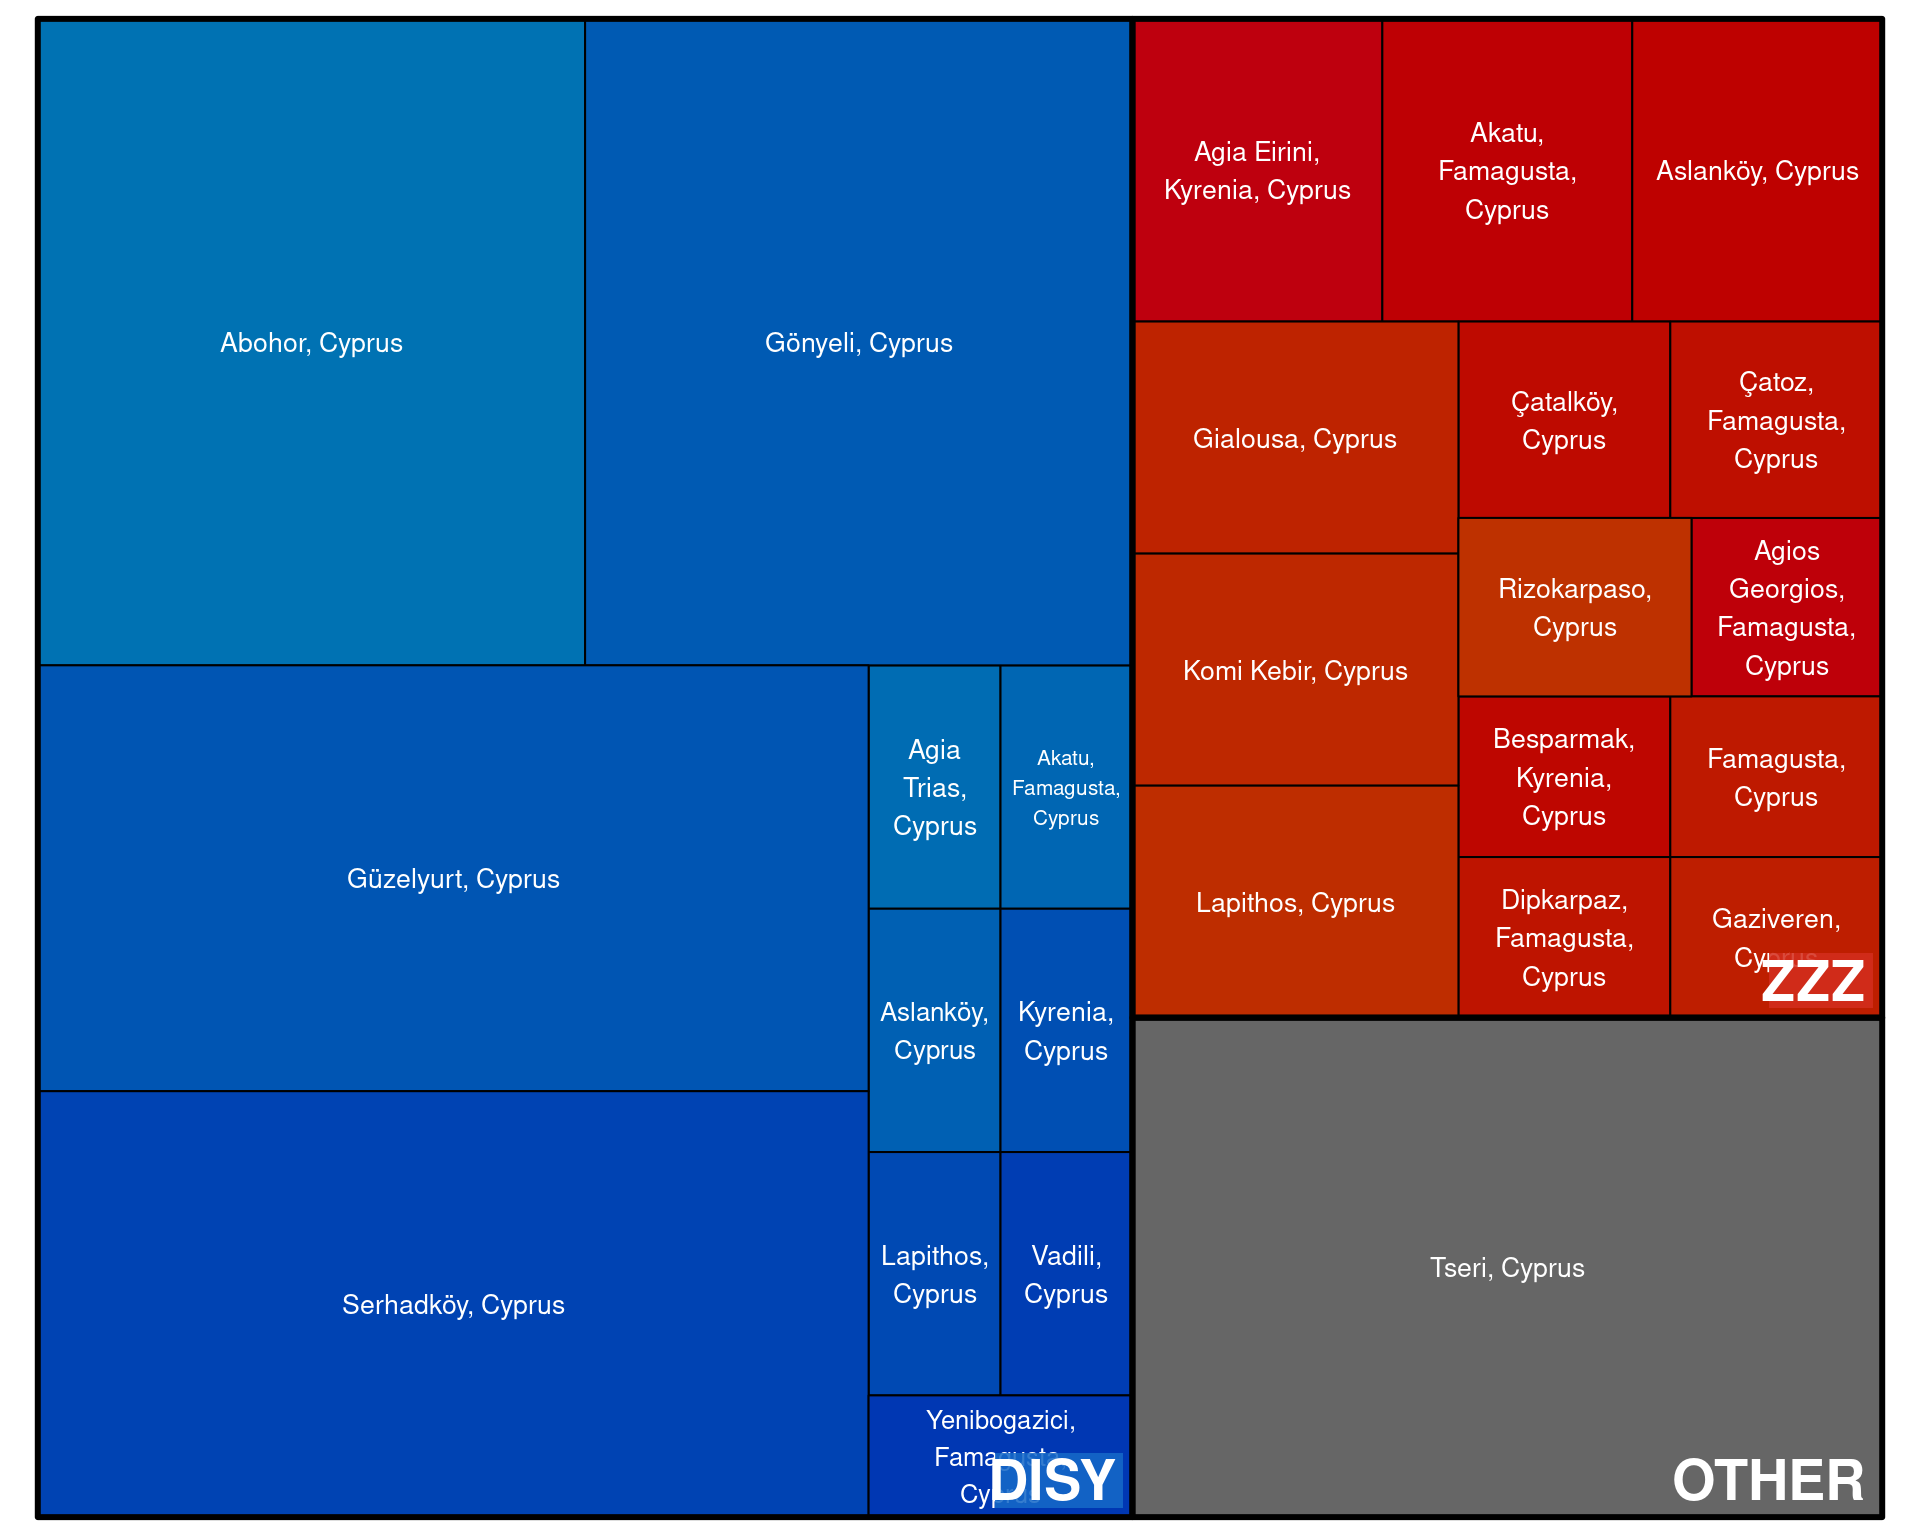 Abohor, Cyprus
Gönyeli, Cyprus
Güzelyurt, Cyprus
Serhadköy, Cyprus
Agia
Trias,
Cyprus
Akatu,
Famagusta,
Cyprus
Aslanköy,
Cyprus
Kyrenia,
Cyprus
Lapithos,
Cyprus
Vadili,
Cyprus
Yenibogazici,
Famagusta,
Cyprus
DISY
Agia Eirini,
Kyrenia, Cyprus
Akatu,
Famagusta,
Cyprus
Aslanköy, Cyprus
Gialousa, Cyprus
Komi Kebir, Cyprus
Lapithos, Cyprus
Çatalköy,
Cyprus
Çatoz,
Famagusta,
Cyprus
Rizokarpaso,
Cyprus
Agios
Georgios,
Famagusta,
Cyprus
Besparmak,
Kyrenia,
Cyprus
Famagusta,
Cyprus
Dipkarpaz,
Famagusta,
Cyprus
Gaziveren,
Cyprus
ZZZ
Tseri, Cyprus
OTHER